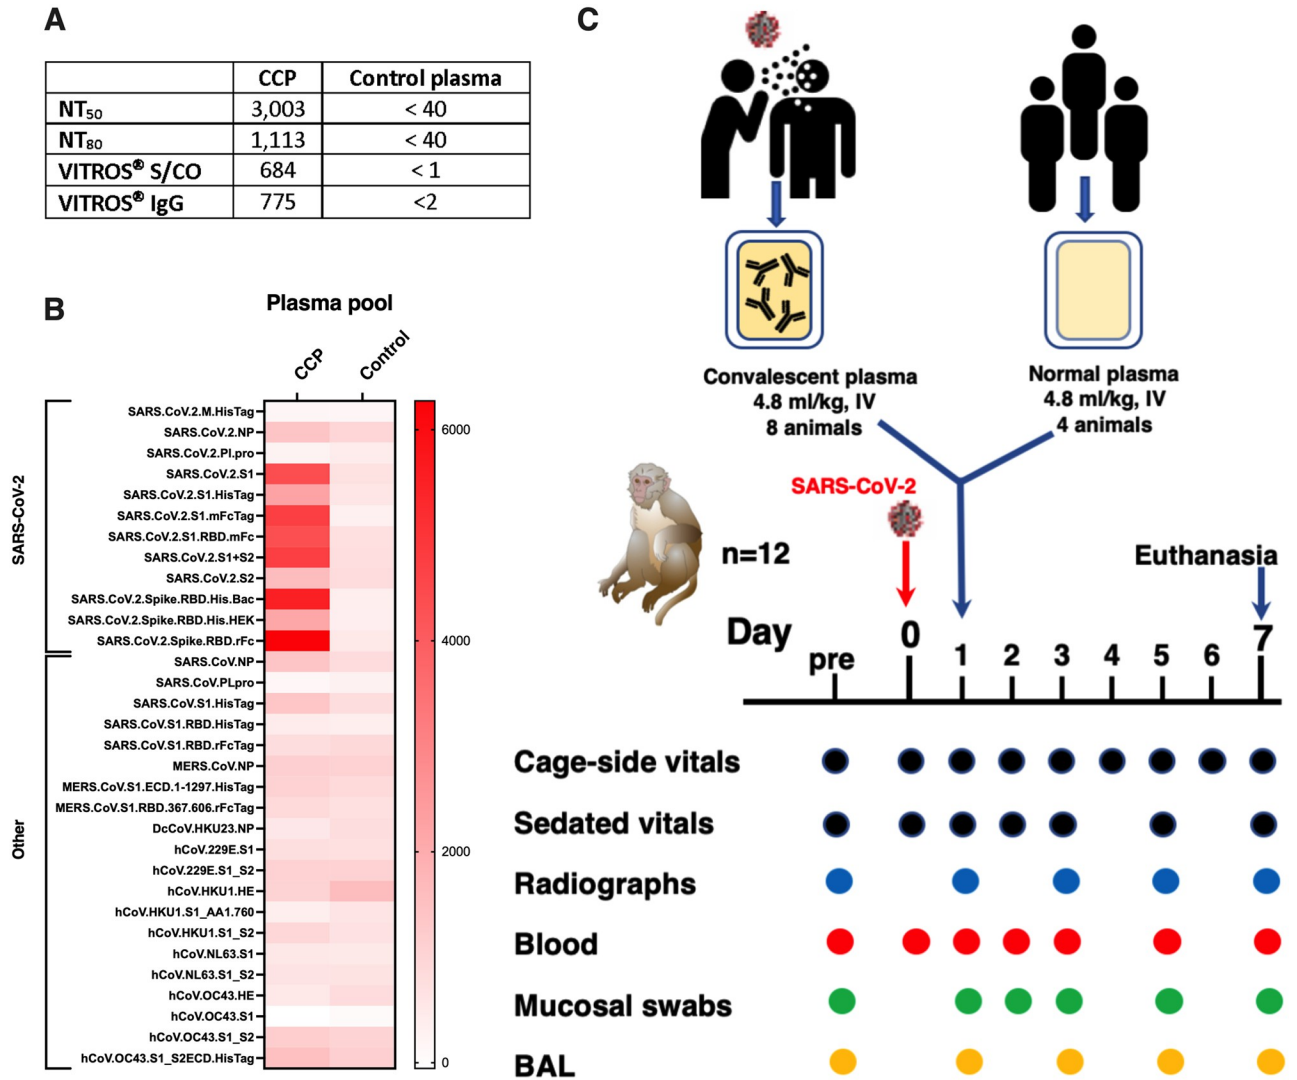 A
CCP Control plasma
NT50 3,003 < 40
NT80 1,113 < 40
VITROS® S/CO 684 < 1
VITROS® IgG 775 <2
B
Plasma pool
CCP
Control
SARS-CoV-2
SARS.CoV.2.M.HisTag
SARS.CoV.2.NP
SARS.CoV.2.Pl.pro
SARS.CoV.2.S1
SARS.CoV.2.S1.HisTag
SARS.CoV.2.S1.mFcTag
SARS.CoV.2.S1.RBD.mFc
SARS.CoV.2.S1+S2
SARS.CoV.2.S2
SARS.CoV.2.Spike.RBD.His.Bac
SARS.CoV.2.Spike.RBD.His.HEK
SARS.CoV.2.Spike.RBD.rFc
Other
SARS.CoV.NP
SARS.CoV.PLpro
SARS.CoV.S1.HisTag
SARS.CoV.S1.RBD.HisTag
SARS.CoV.S1.RBD.rFcTag
MERS.CoV.NP
MERS.CoV.S1.ECD.1-1297.HisTag
MERS.CoV.S1.RBD.367.606.rFcTag
DcCoV.HKU23.NP
hCoV.229E.S1
hCoV.229E.S1_S2
hCoV.HKU1.HE
hCoV.HKU1.S1_AA1.760
hCoV.HKU1.S1_S2
hCoV.NL63.S1
hCoV.NL63.S1_S2
hCoV.OC43.HE
hCoV.OC43.S1
hCoV.OC43.S1_S2
hCoV.OC43.S1_S2ECD.HisTag
6000
4000
2000
0
C
Convalescent plasma
4.8 ml/kg, IV
8 animals
Normal plasma
4.8 ml/kg, IV
4 animals
SARS-CoV-2
n=12
Euthanasia
Day
pre 0 1 2 3 4 5 6 7
Cage-side vitals
Sedated vitals
Radiographs
Blood
Mucosal swabs
BAL